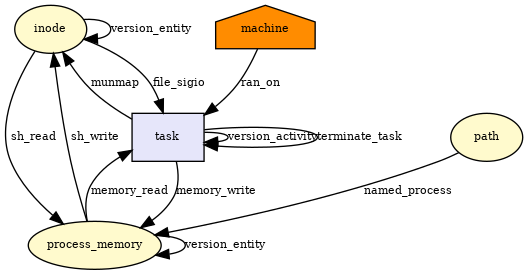 inode
version_entity
machine
munmap
file_sigio
ran_on
sh_read
sh_write
task
version_activity
terminate_task
path
memory_read
memory_write
named_process
process_memory
version_entity